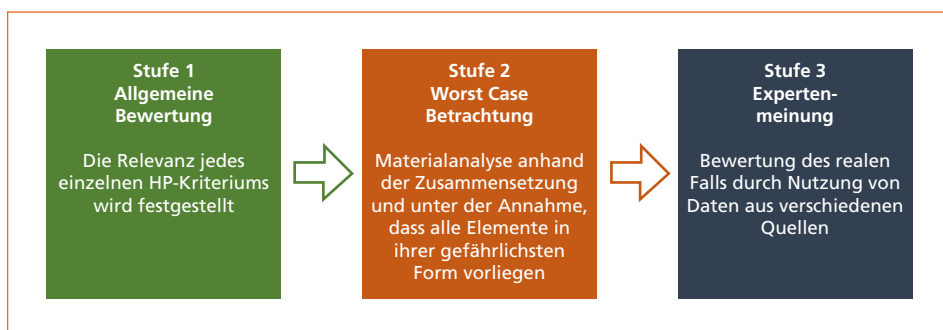 Stufe 1
Allgemeine
Bewertung
Die Relevanz jedes
einzelnen HP-Kriteriums
wird festgestellt
Stufe 2
Worst Case
Betrachtung
Materialanalyse anhand
der Zusammensetzung
und unter der Annahme,
dass alle Elemente in
ihrer gefährlichsten
Form vorliegen
Stufe 3
Experten-
meinung
Bewertung des realen
Falls durch Nutzung von
Daten aus verschiedenen
Quellen